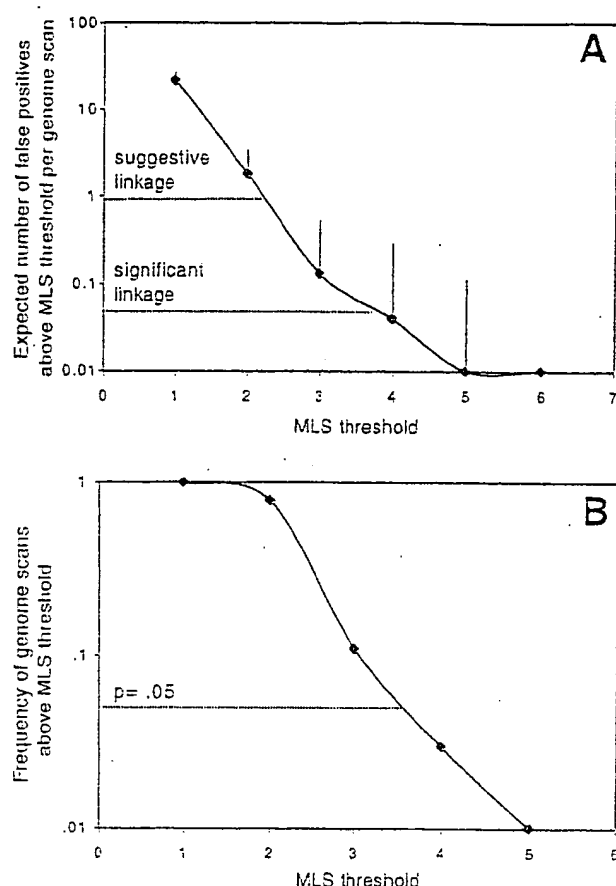 A
Expected number of false positives
above MLS threshold per genome scan
100
10
1
0.1
0.01
suggestive
linkage
significant
linkage
0 1 2 3 4 5 6 7
MLS threshold
B
Frequency of genome scans
above MLS threshold
1
.1
.01
p= .05
0 1 2 3 4 5 6
MLS threshold